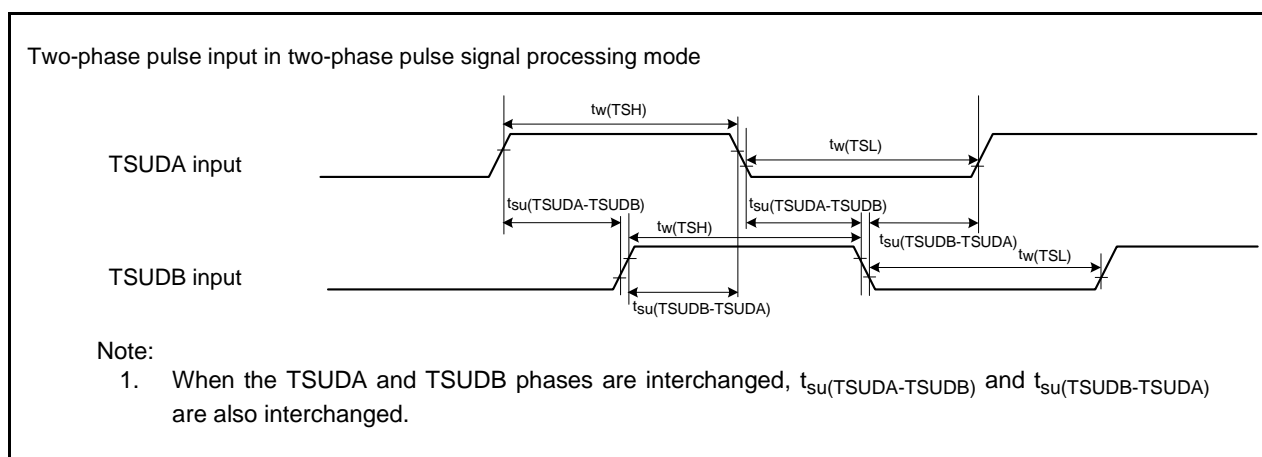 Two-phase pulse input in two-phase pulse signal processing mode
tw(TSH)
TSUDA input
tw(TSL)
tsu(TSUDA-TSUDB)
tsu(TSUDA-TSUDB)
tw(TSH)
tsu(TSUDB-TSUDA)
tw(TSL)
TSUDB input
tsu(TSUDB-TSUDA)
Note:
1. When the TSUDA and TSUDB phases are interchanged, tsu(TSUDA-TSUDB) and tsu(TSUDB-TSUDA)
are also interchanged.